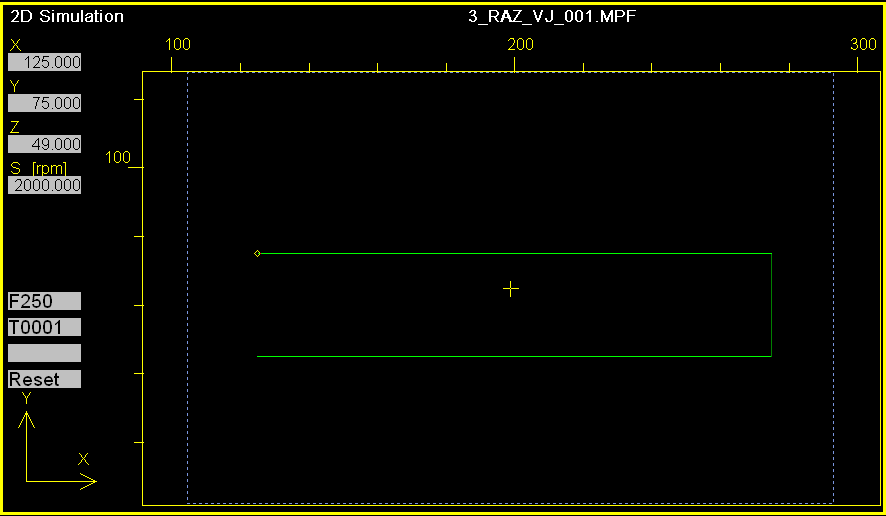 2D Simulation 3_RAZ_VJ_001.MPF
100 200 300
X
125.000
Y
75.000
Z
49.000
100
S [rpm]
2000.000
F250
T0001
Reset
Y
X